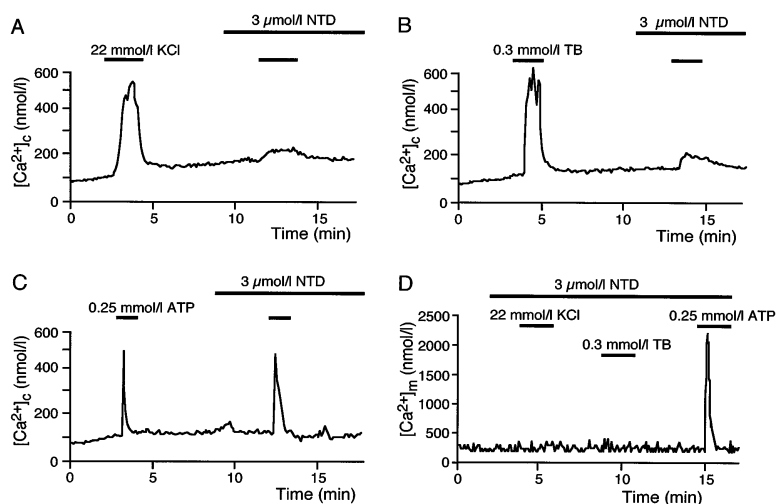 A
3 µmol/l NTD
22 mmol/l KCl
[Ca²⁺]c (nmol/l)
600
400
200
0
0 5 10 15
Time (min)
B
3 µmol/l NTD
0.3 mmol/l TB
[Ca²⁺]c (nmol/l)
600
400
200
0
0 5 10 15
Time (min)
C
3 µmol/l NTD
0.25 mmol/l ATP
[Ca²⁺]c (nmol/l)
600
400
200
0
0 5 10 15
Time (min)
D
3 µmol/l NTD
22 mmol/l KCl
0.25 mmol/l ATP
0.3 mmol/l TB
[Ca²⁺]m (nmol/l)
2500
2000
1500
1000
500
0
0 5 10 15
Time (min)